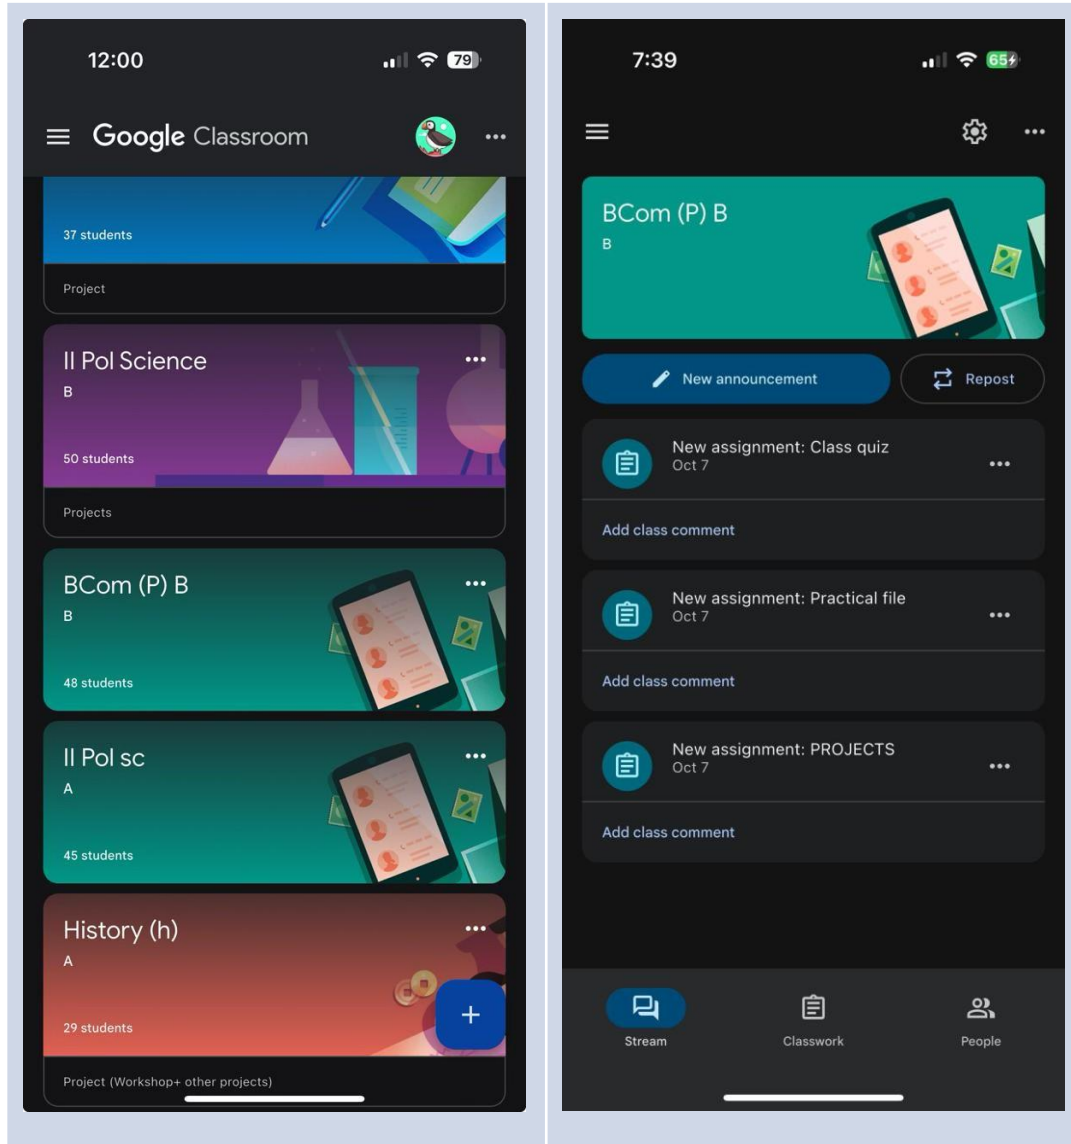 12:00
79
Google Classroom
37 students
Project
II Pol Science
B
50 students
Projects
BCom (P) B
B
48 students
II Pol sc
A
45 students
History (h)
A
29 students
+
Project (Workshop+ other projects)
7:39
65
BCom (P) B
B
New announcement
Repost
New assignment: Class quiz
Oct 7
Add class comment
New assignment: Practical file
Oct 7
Add class comment
New assignment: PROJECTS
Oct 7
Add class comment
Stream
Classwork
People